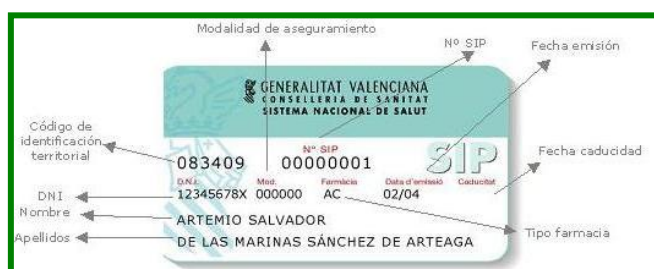 Modalidad de aseguramiento
Nº SIP
Fecha emisión
GENERALITAT VALENCIANA
CONSELLERIA DE SANITAT
SISTEMA NACIONAL DE SALUT
Código de
identificación
territorial
Nº SIP
083409 00000001
SIP
Fecha caducidad
D.N.I. Mod. Farmàcia Data d'emissió Caducitat
DNI
12345678X 000000 AC 02/04
Nombre
ARTEMIO SALVADOR
Tipo farmacia
Apellidos
DE LAS MARINAS SÁNCHEZ DE ARTEAGA